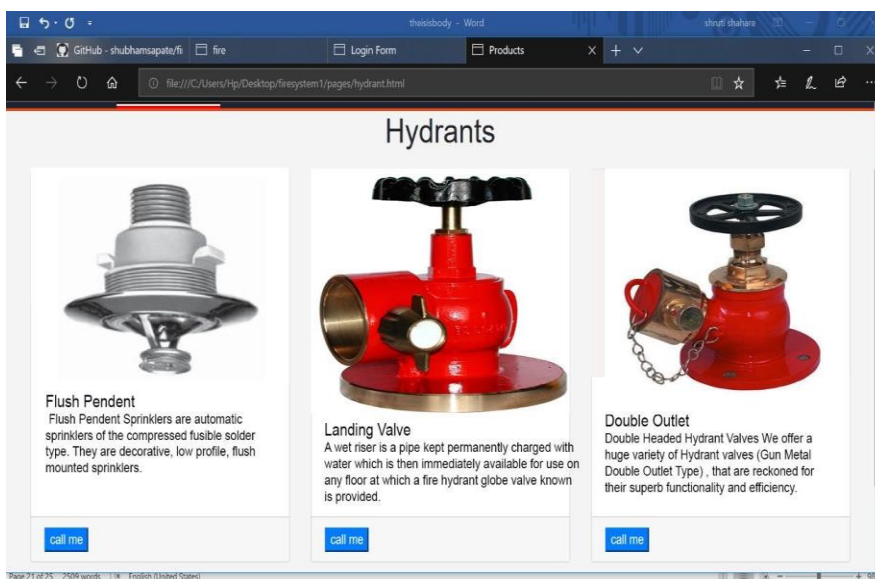 theisisbody - Word
shruti shahare
GitHub - shubhamsapate/fi
fire
Login Form
Products
file:///C:/Users/Hp/Desktop/firesystem1/pages/hydrant.html
Hydrants
Flush Pendent
Flush Pendent Sprinklers are automatic
sprinklers of the compressed fusible solder
type. They are decorative, low profile, flush
mounted sprinklers.
call me
Landing Valve
A wet riser is a pipe kept permanently charged with
water which is then immediately available for use on
any floor at which a fire hydrant globe valve known
is provided.
call me
Double Outlet
Double Headed Hydrant Valves We offer a
huge variety of Hydrant valves (Gun Metal
Double Outlet Type) , that are reckoned for
their superb functionality and efficiency.
call me
Page 21 of 25 2509 words English (United States)